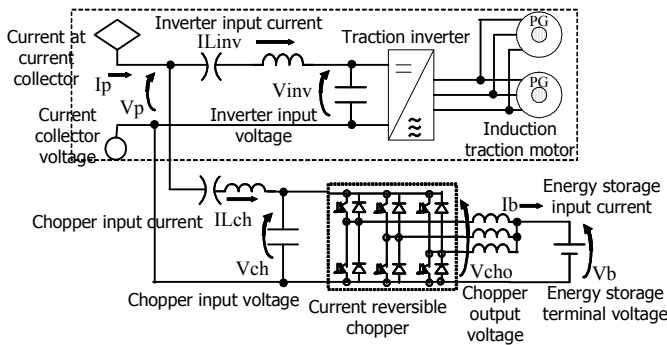 Current at
current
collector
Ip
Vp
Current
collector
voltage
Inverter input current
ILinv
Vinv
Inverter input
voltage
Traction inverter
PG
PG
Induction
traction motor
Chopper input current
ILch
Vch
Chopper input voltage
Current reversible
chopper
Vcho
Chopper
output
voltage
Ib
Energy storage
input current
Vb
Energy storage
terminal voltage